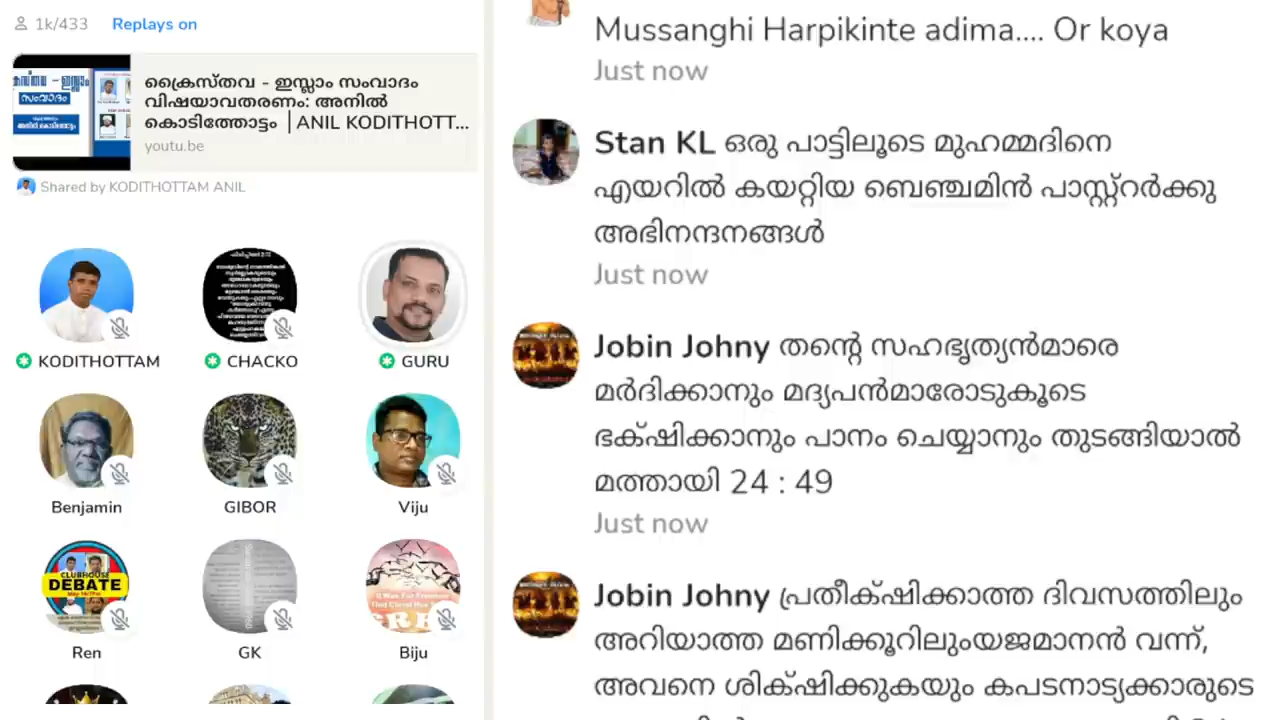 1k/433 Replays on
ക്രൈസ്തവ - ഇസ്ലാം സംവാദം
വിഷയാവതരണം: അനിൽ
കൊടിത്തോട്ടം | ANIL KODITHOTT...
youtu.be
Shared by KODITHOTTAM ANIL
KODITHOTTAM CHACKO GURU
Benjamin GIBOR Viju
CLUBHOUSE
DEBATE
Ren GK Biju
Mussanghi Harpikinte adima.... Or koya
Just now
Stan KL ഒരു പാട്ടിലൂടെ മുഹമ്മദിനെ
എയറിൽ കയറ്റിയ ബെഞ്ചമിൻ പാസ്റ്റർർക്കു
അഭിനന്ദനങ്ങൾ
Just now
Jobin Johny തന്റെ സഹഭൃത്യൻമാരെ
മർദിക്കാനും മദ്യപൻമാരോടുകൂടെ
ഭക്‌ഷിക്കാനും പാനം ചെയ്യാനും തുടങ്ങിയാൽ
മത്തായി 24 : 49
Just now
Jobin Johny പ്രതീക്‌ഷിക്കാത്ത ദിവസത്തിലും
അറിയാത്ത മണിക്കൂറിലുംയജമാനൻ വന്ന്,
അവനെ ശിക്‌ഷിക്കുകയും കപടനാട്യക്കാരുടെ